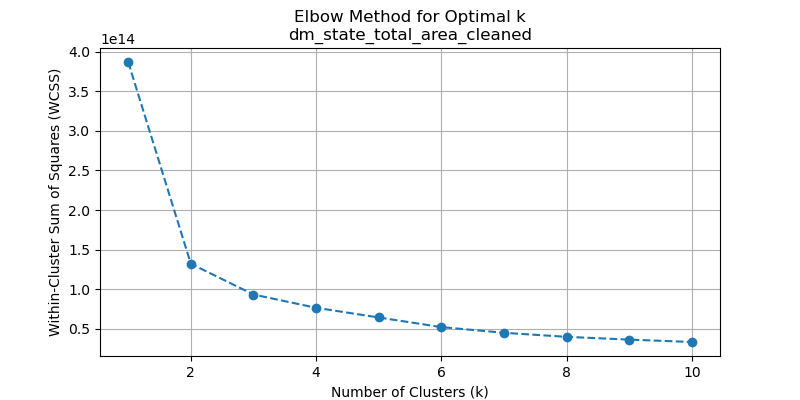 Elbow Method for Optimal k
dm_state_total_area_cleaned
1e14
4.0
3.5
3.0
2.5
2.0
1.5
1.0
0.5
Within-Cluster Sum of Squares (WCSS)
2 4 6 8 10
Number of Clusters (k)